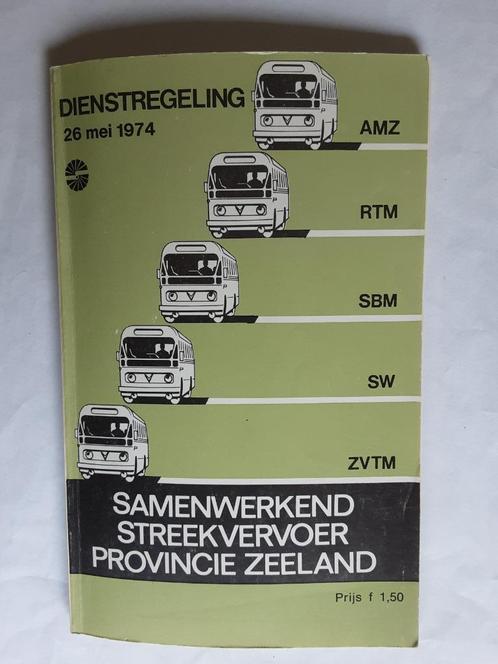 DIENSTREGELING
26 mei 1974
AMZ
RTM
SBM
SW
ZVTM
SAMENWERKEND
STREEKVERVOER
PROVINCIE ZEELAND
Prijs f 1,50